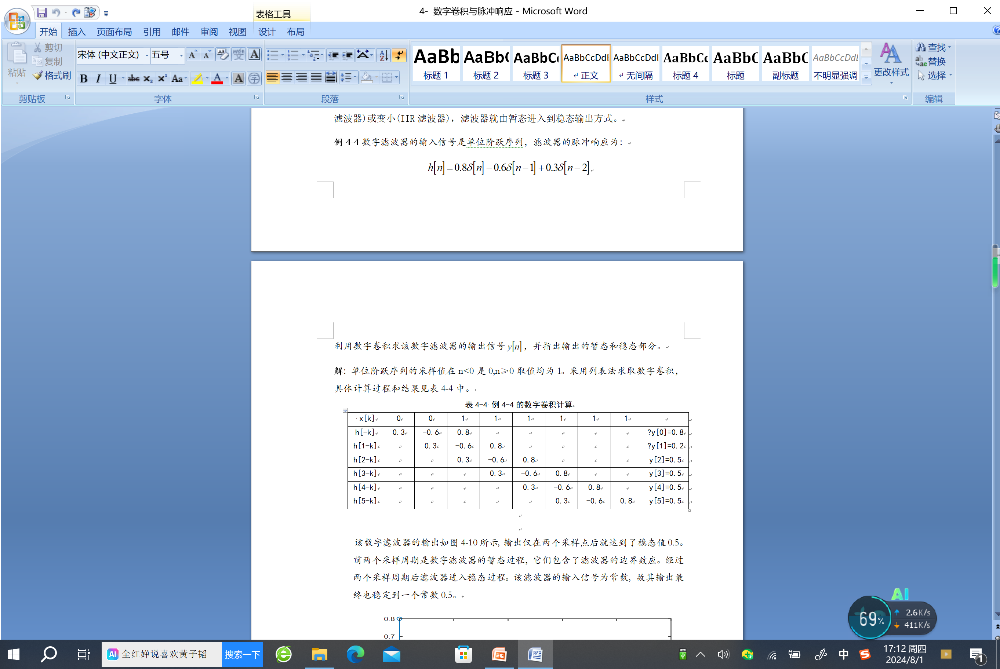 4- 数字卷积与脉冲响应 - Microsoft Word
表格工具
开始 插入 页面布局 引用 邮件 审阅 视图 设计 布局
粘贴
剪切
复制
格式刷
剪贴板
宋体 (中文正文) 五号
字体
段落
AaBb AaBb( AaBbC AaBbCcDdI AaBbCcDdI AaBbCc AaBbC AaBbC AaBbCcDdI
标题 1 标题 2 标题 3 正文 无间隔 标题 4 标题 副标题 不明显强调
更改样式
样式
查找
替换
选择
编辑
滤波器)或变小(IIR 滤波器), 滤波器就由暂态进入到稳态输出方式。
例 4-4 数字滤波器的输入信号是单位阶跃序列, 滤波器的脉冲响应为:
h[n]=0.8δ[n]−0.6δ[n−1]+0.3δ[n−2]
利用数字卷积求该数字滤波器的输出信号 y[n], 并指出输出的暂态和稳态部分。
解: 单位阶跃序列的采样值在 n<0 是 0,n≥0 取值均为 1。采用列表法求取数字卷积,
具体计算过程和结果见表 4-4 中。
表 4-4 例 4-4 的数字卷积计算
x[k] 0 0 1 1 1 1 1 1
h[-k] 0.3 -0.6 0.8 ?y[0]=0.8
h[1-k] 0.3 -0.6 0.8 ?y[1]=0.2
h[2-k] 0.3 -0.6 0.8 y[2]=0.5
h[3-k] 0.3 -0.6 0.8 y[3]=0.5
h[4-k] 0.3 -0.6 0.8 y[4]=0.5
h[5-k] 0.3 -0.6 0.8 y[5]=0.5
该数字滤波器的输出如图 4-10 所示, 输出仅在两个采样点后就达到了稳态值 0.5。
前两个采样周期是数字滤波器的暂态过程, 它们包含了滤波器的边界效应。经过
两个采样周期后滤波器进入稳态过程。该滤波器的输入信号为常数, 故其输出最
终也稳定到一个常数 0.5。
0.8
0.7
AI
69%
2.6K/s
411K/s
AI 全红婵说喜欢黄子韬 搜索一下
中
17:12 周四
2024/8/1
1